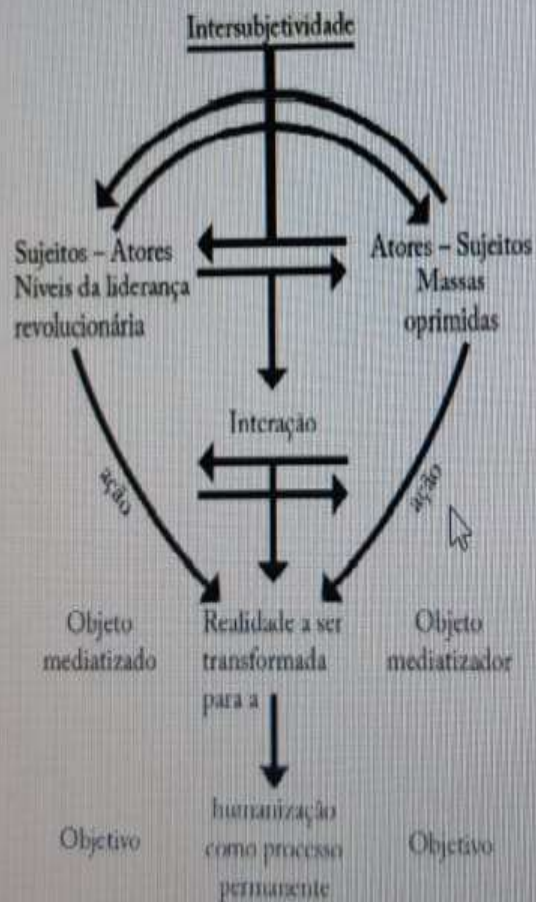 Intersubjetividade
Sujeitos – Atores
Níveis da liderança
revolucionária
Atores – Sujeitos
Massas
oprimidas
Interação
ação
ação
Objeto
mediatizado
Realidade a ser
transformada
para a
Objeto
mediatizador
Objetivo
humanização
como processo
permanente
Objetivo